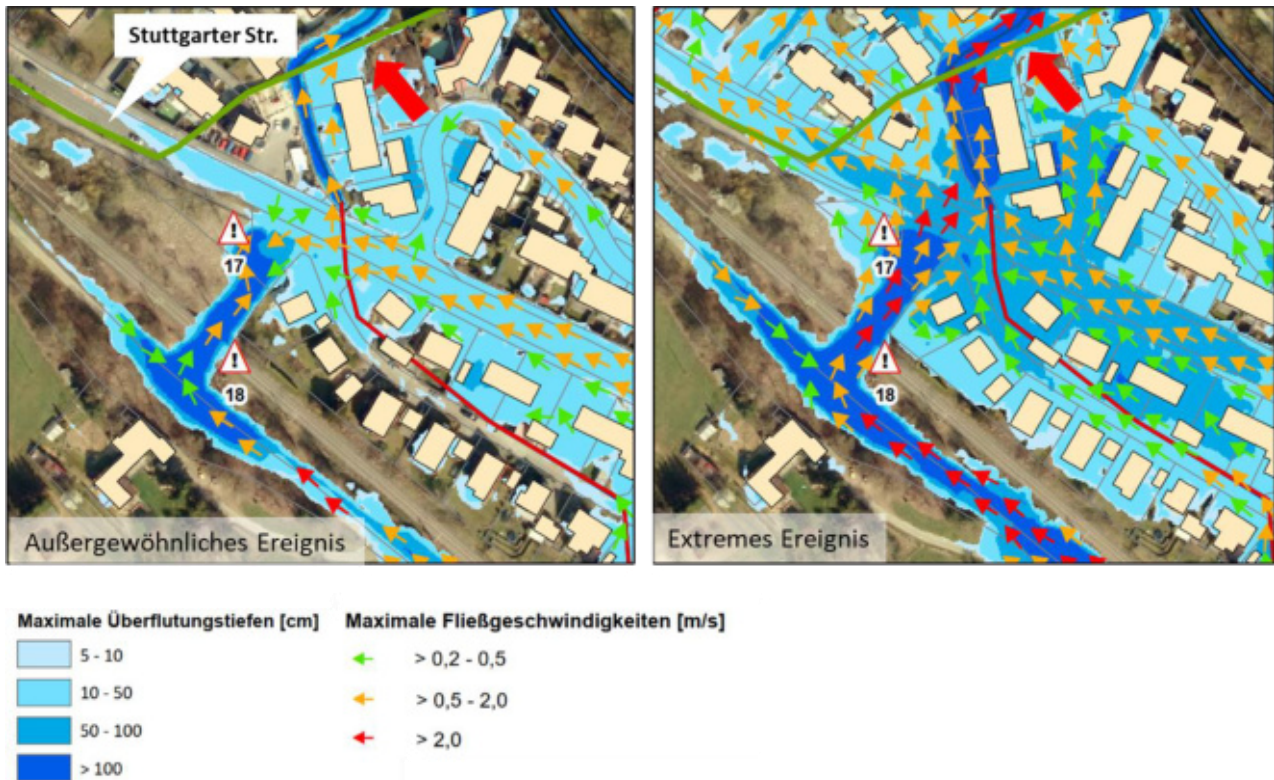 Stuttgarter Str.
17
18
Außergewöhnliches Ereignis
17
18
Extremes Ereignis
Maximale Überflutungstiefen [cm]
5 - 10
10 - 50
50 - 100
> 100
Maximale Fließgeschwindigkeiten [m/s]
> 0,2 - 0,5
> 0,5 - 2,0
> 2,0